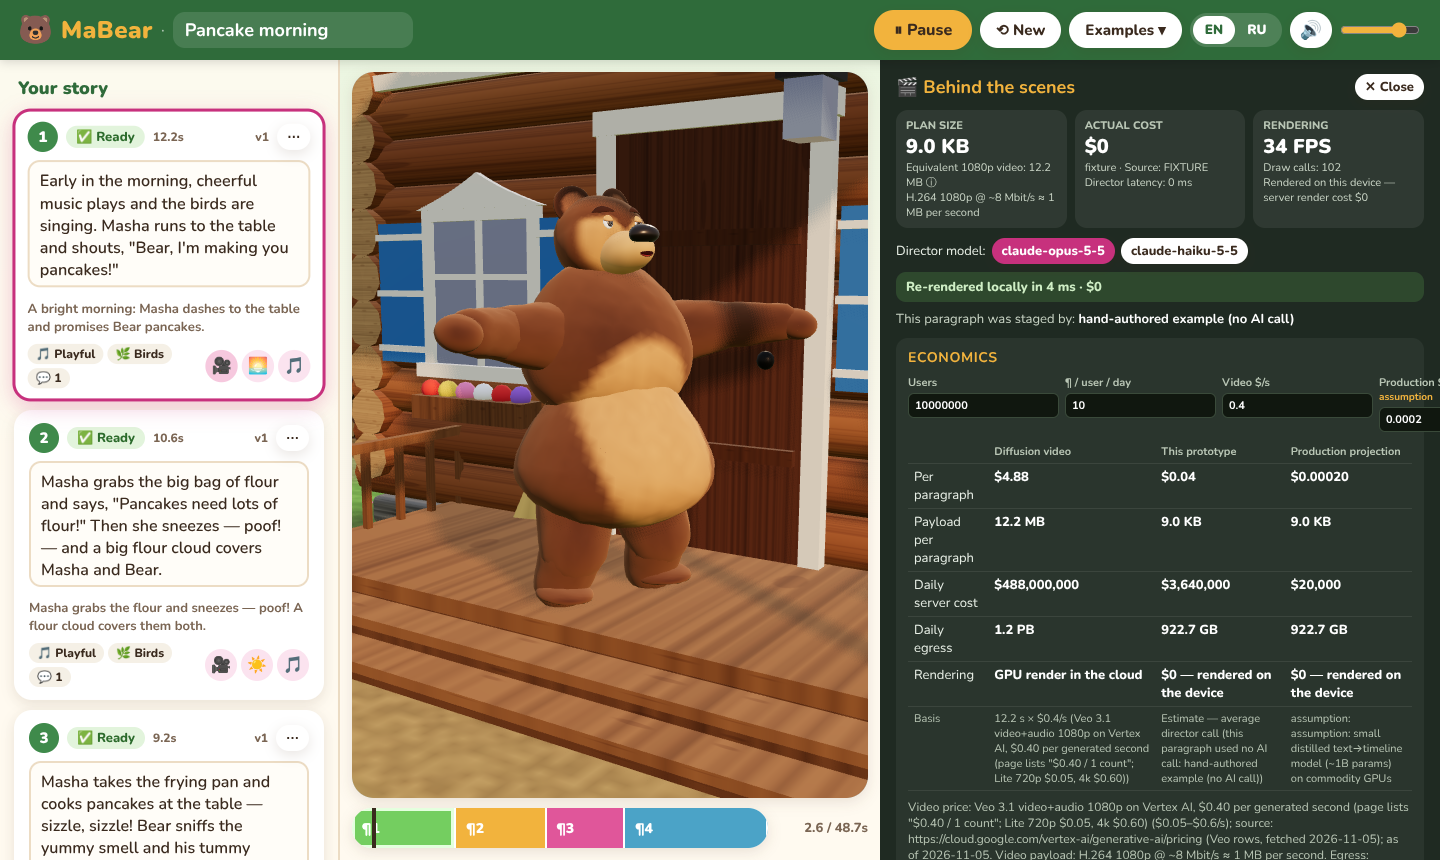 MaBear · Pancake morning
⏸ Pause
⟲ New
Examples ▾
EN RU
Your story
1 ✅ Ready 12.2s v1 ···
Early in the morning, cheerful
music plays and the birds are
singing. Masha runs to the table
and shouts, "Bear, I'm making you
pancakes!"
A bright morning: Masha dashes to the table
and promises Bear pancakes.
🎵 Playful 🌿 Birds
💬 1
2 ✅ Ready 10.6s v1 ···
Masha grabs the big bag of flour
and says, "Pancakes need lots of
flour!" Then she sneezes — poof!
— and a big flour cloud covers
Masha and Bear.
Masha grabs the flour and sneezes — poof! A
flour cloud covers them both.
🎵 Playful 🌿 Birds
💬 1
3 ✅ Ready 9.2s v1 ···
Masha takes the frying pan and
cooks pancakes at the table —
sizzle, sizzle! Bear sniffs the
yummy smell and his tummy
¶1 ¶2 ¶3 ¶4 2.6 / 48.7s
🎬 Behind the scenes
✕ Close
PLAN SIZE
9.0 KB
Equivalent 1080p video: 12.2
MB ⓘ
H.264 1080p @ ~8 Mbit/s ≈ 1
MB per second
ACTUAL COST
$0
fixture · Source: FIXTURE
Director latency: 0 ms
RENDERING
34 FPS
Draw calls: 102
Rendered on this device —
server render cost $0
Director model: claude-opus-5-5 claude-haiku-5-5
Re-rendered locally in 4 ms · $0
This paragraph was staged by: hand-authored example (no AI call)
ECONOMICS
Users
10000000
¶ / user / day
10
Video $/s
0.4
Production $
assumption
0.0002
Diffusion video This prototype Production projection
Per
paragraph
$4.88 $0.04 $0.00020
Payload
per
paragraph
12.2 MB 9.0 KB 9.0 KB
Daily
server cost
$488,000,000 $3,640,000 $20,000
Daily
egress
1.2 PB 922.7 GB 922.7 GB
Rendering
GPU render in the cloud
$0 — rendered on
the device
$0 — rendered on
the device
Basis
12.2 s × $0.4/s (Veo 3.1
video+audio 1080p on Vertex
AI, $0.40 per generated second
(page lists "$0.40 / 1 count";
Lite 720p $0.05, 4k $0.60))
Estimate — average
director call (this
paragraph used no AI
call: hand-authored
example (no AI call))
assumption:
assumption: small
distilled text→timeline
model (~1B params)
on commodity GPUs
Video price: Veo 3.1 video+audio 1080p on Vertex AI, $0.40 per generated second (page lists
"$0.40 / 1 count"; Lite 720p $0.05, 4k $0.60) ($0.05–$0.6/s); source:
https://cloud.google.com/vertex-ai/generative-ai/pricing (Veo rows, fetched 2026-11-05); as
of 2026-11-05. Video payload: H.264 1080p @ ~8 Mbit/s ≈ 1 MB per second. Egress: